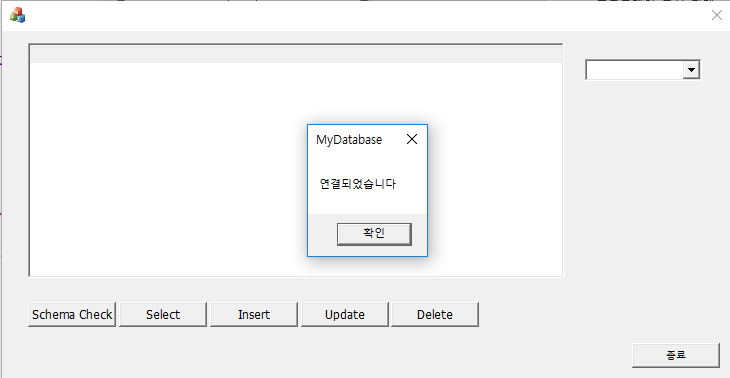 MyDatabase
연결되었습니다
확인
Schema Check
Select
Insert
Update
Delete
종료